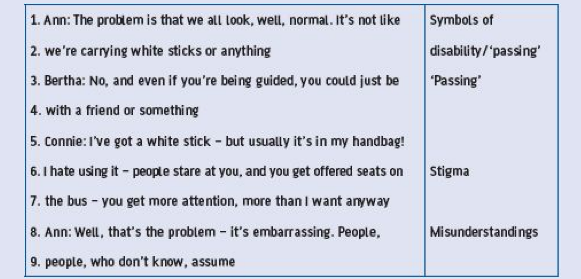 1. Ann: The problem is that we all look, well, normal. It's not like
Symbols of
2. we're carrying white sticks or anything
disability/'passing'
3. Bertha: No, and even if you're being guided, you could just be
'Passing'
4. with a friend or something
5. Connie: I've got a white stick – but usually it's in my handbag!
6. I hate using it – people stare at you, and you get offered seats on
Stigma
7. the bus – you get more attention, more than I want anyway
8. Ann: Well, that's the problem – it's embarrassing. People,
Misunderstandings
9. people, who don't know, assume